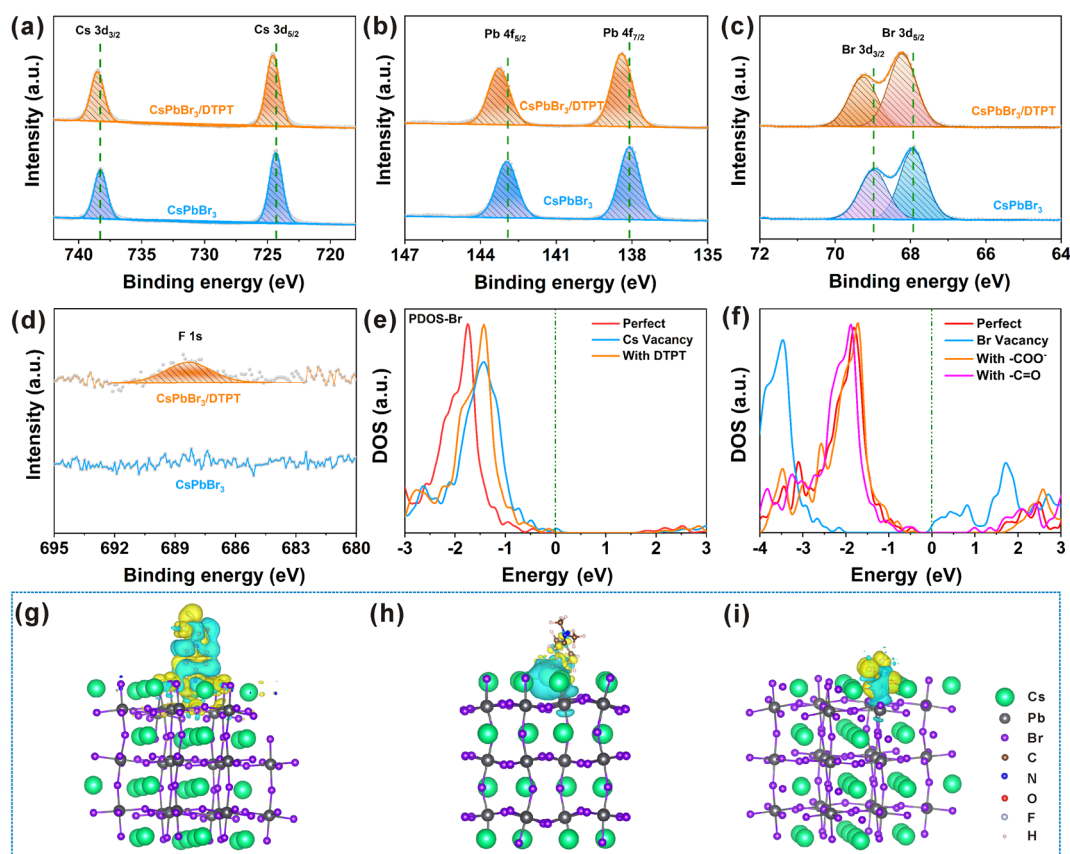 (a)
Cs 3d3/2
Cs 3d5/2
CsPbBr3/DTPT
CsPbBr3
Intensity (a.u.)
740 735 730 725 720
Binding energy (eV)
(b)
Pb 4f5/2
Pb 4f7/2
CsPbBr3/DTPT
CsPbBr3
Intensity (a.u.)
147 144 141 138 135
Binding energy (eV)
(c)
Br 3d5/2
Br 3d3/2
CsPbBr3/DTPT
CsPbBr3
Intensity (a.u.)
72 70 68 66 64
Binding energy (eV)
(d)
F 1s
CsPbBr3/DTPT
CsPbBr3
Intensity (a.u.)
695 692 689 686 683 680
Binding energy (eV)
(e)
PDOS-Br
Perfect
Cs Vacancy
With DTPT
DOS (a.u.)
-3 -2 -1 0 1 2 3
Energy (eV)
(f)
Perfect
Br Vacancy
With -COO-
With -C=O
DOS (a.u.)
-4 -3 -2 -1 0 1 2 3
Energy (eV)
(g)
(h)
(i)
Cs
Pb
Br
C
N
O
F
H